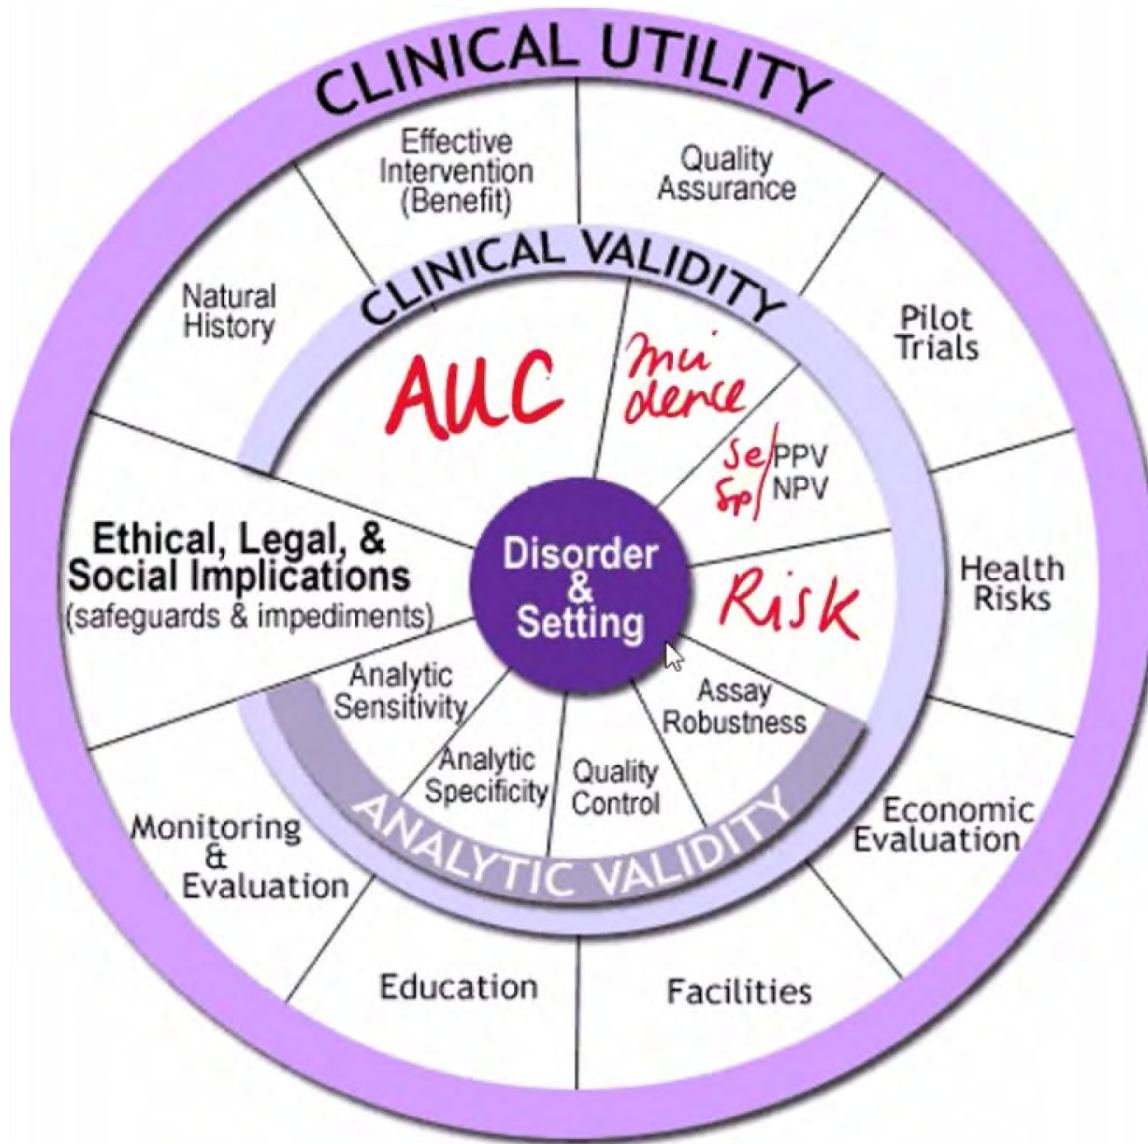 CLINICAL UTILITY
Effective
Intervention
(Benefit)
Quality
Assurance
Natural
History
CLINICAL VALIDITY
Pilot
Trials
AUC
dence
Se/PPV
Sp/NPV
Ethical, Legal, &
Social Implications
(safeguards & impediments)
Disorder
&
Setting
Health
Risks
Risk
Analytic
Sensitivity
Analytic
Specificity
Quality
Control
Assay
Robustness
ANALYTIC VALIDITY
Monitoring
&
Evaluation
Economic
Evaluation
Education
Facilities